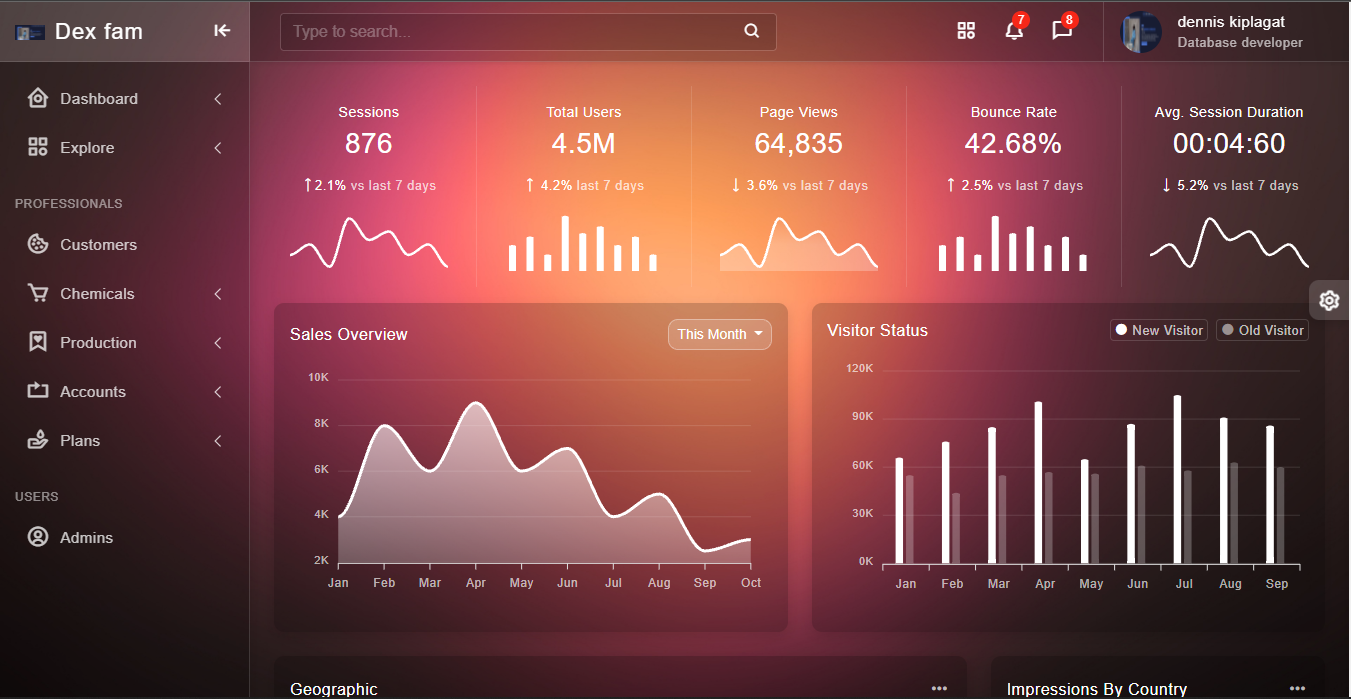 Dex fam
Type to search...
7
8
dennis kiplagat
Database developer
Dashboard
Explore
PROFESSIONALS
Customers
Chemicals
Production
Accounts
Plans
USERS
Admins
Sessions
876
↑ 2.1% vs last 7 days
Total Users
4.5M
↑ 4.2% last 7 days
Page Views
64,835
↓ 3.6% vs last 7 days
Bounce Rate
42.68%
↑ 2.5% vs last 7 days
Avg. Session Duration
00:04:60
↓ 5.2% vs last 7 days
Sales Overview
This Month
10K
8K
6K
4K
2K
Jan Feb Mar Apr May Jun Jul Aug Sep Oct
Visitor Status
New Visitor
Old Visitor
120K
90K
60K
30K
0K
Jan Feb Mar Apr May Jun Jul Aug Sep
Geographic
Impressions By Country